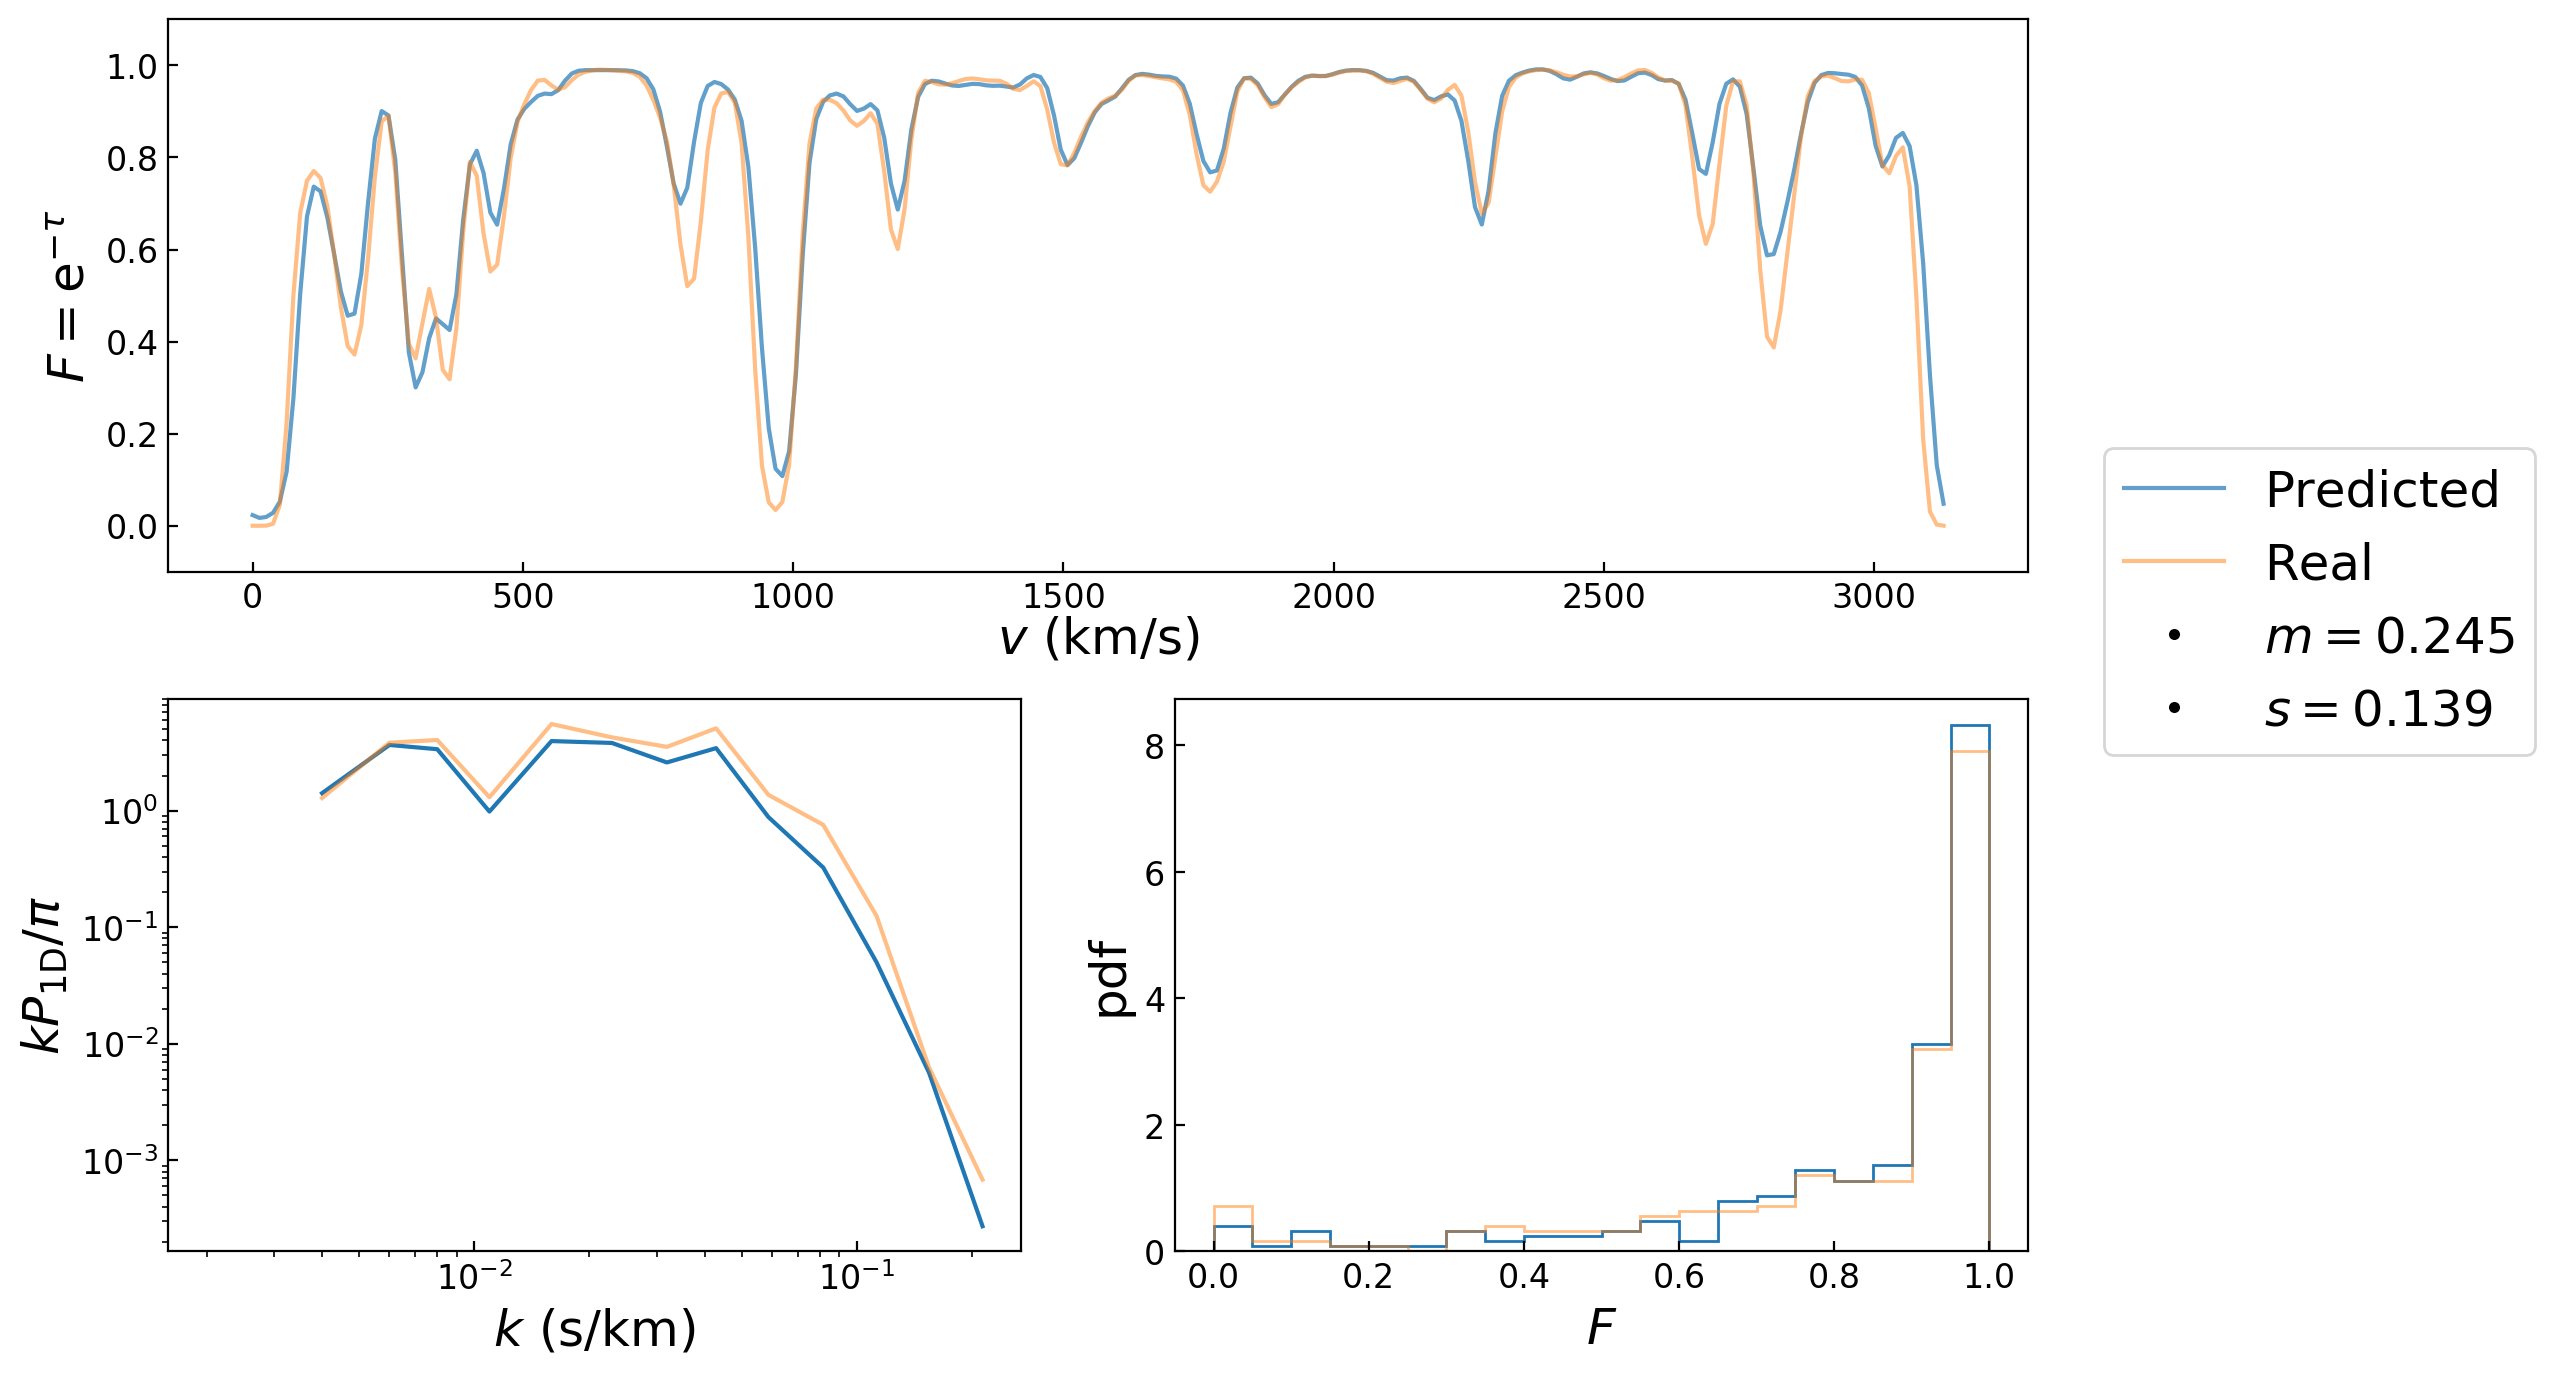 1.0
0.8
0.6
0.4
0.2
0.0
F = e^{-τ}
0 500 1000 1500 2000 2500 3000
v (km/s)
Predicted
Real
m = 0.245
s = 0.139
10^0
10^{-1}
10^{-2}
10^{-3}
kP_{1D}/π
10^{-2} 10^{-1}
k (s/km)
8
6
4
2
0
pdf
0.0 0.2 0.4 0.6 0.8 1.0
F